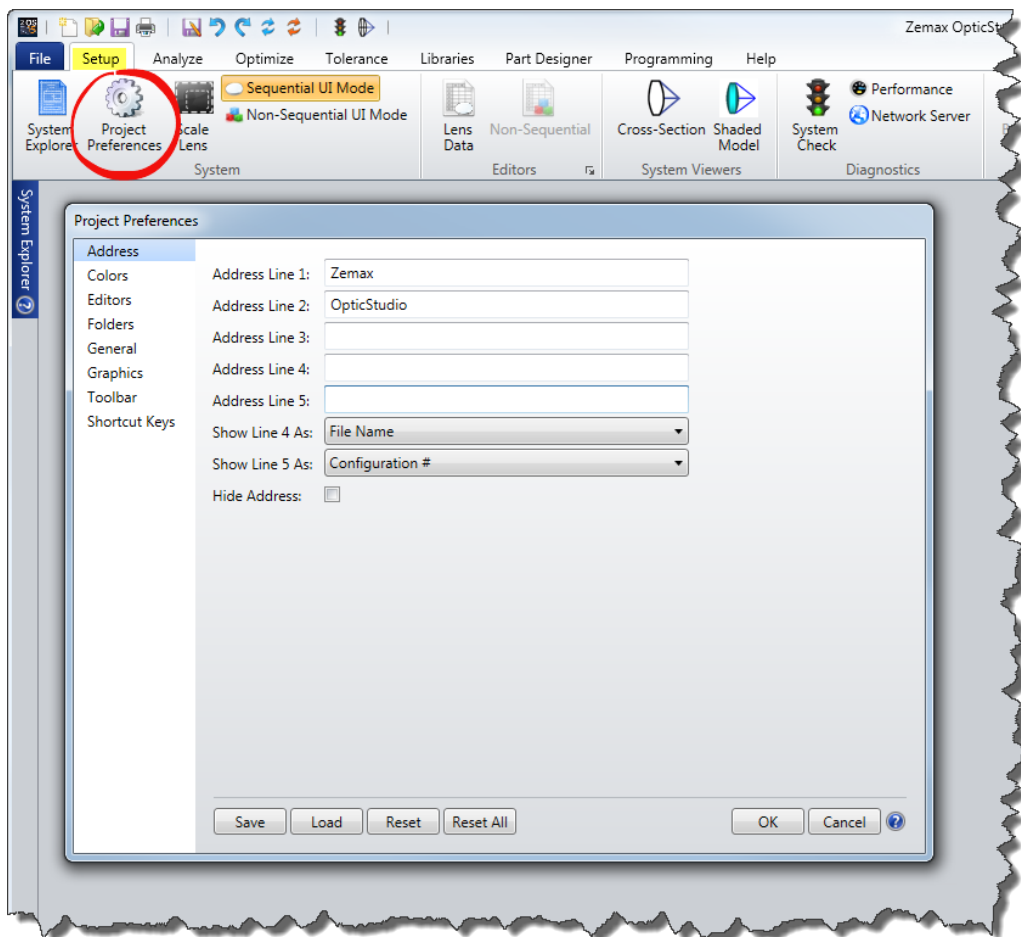 ZOS
Zemax OpticSt
File Setup Analyze Optimize Tolerance Libraries Part Designer Programming Help
Sequential UI Mode
Non-Sequential UI Mode
System Explorer
Project Preferences
Scale Lens
Lens Data
Non-Sequential
Cross-Section
Shaded Model
System Check
Performance
Network Server
System Editors System Viewers Diagnostics
System Explorer
Project Preferences
Address
Colors
Editors
Folders
General
Graphics
Toolbar
Shortcut Keys
Address Line 1: Zemax
Address Line 2: OpticStudio
Address Line 3:
Address Line 4:
Address Line 5:
Show Line 4 As: File Name
Show Line 5 As: Configuration #
Hide Address:
Save Load Reset Reset All OK Cancel ?